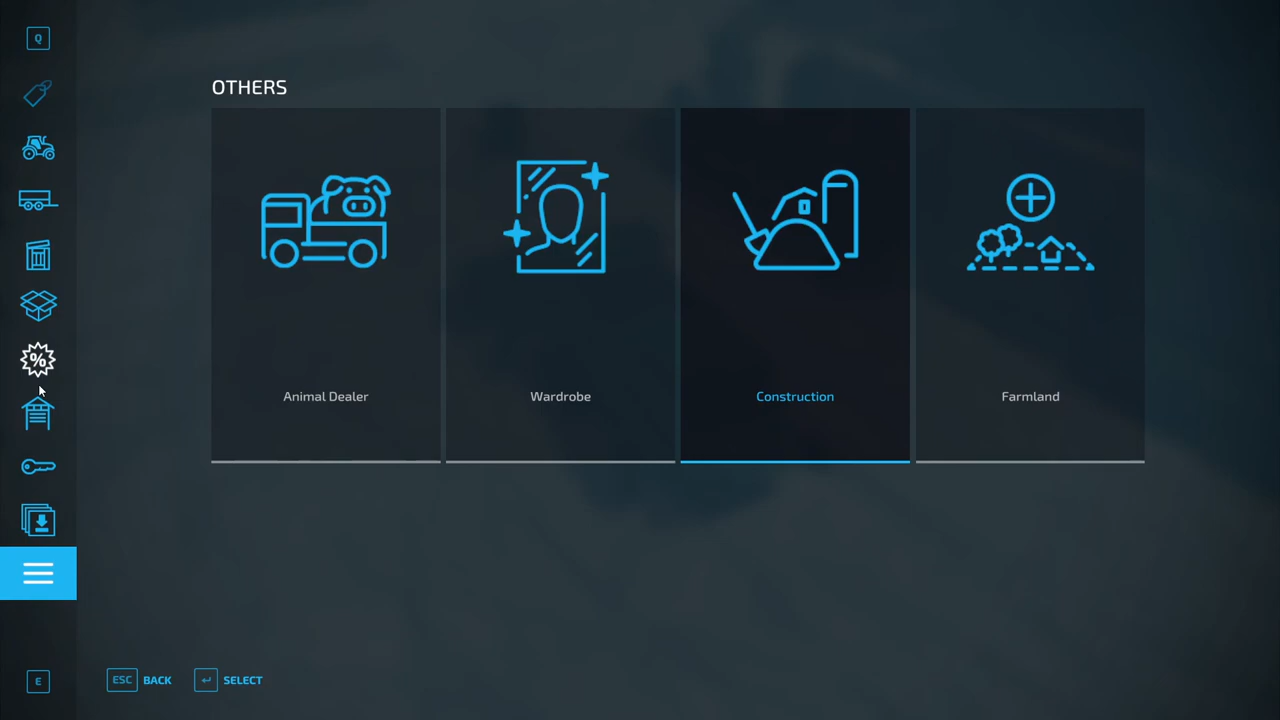 Q
OTHERS
%
Animal Dealer
Wardrobe
Construction
Farmland
E
ESC BACK
SELECT